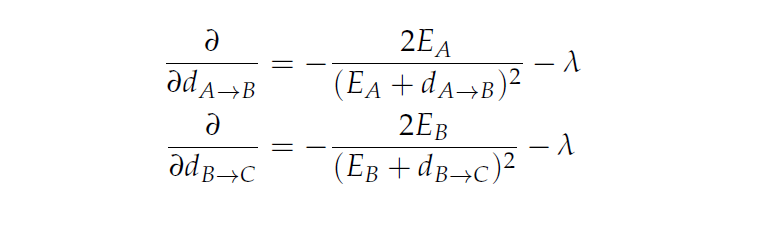 ∂/∂d_{A→B} = − 2E_A/(E_A + d_{A→B})² − λ
∂/∂d_{B→C} = − 2E_B/(E_B + d_{B→C})² − λ